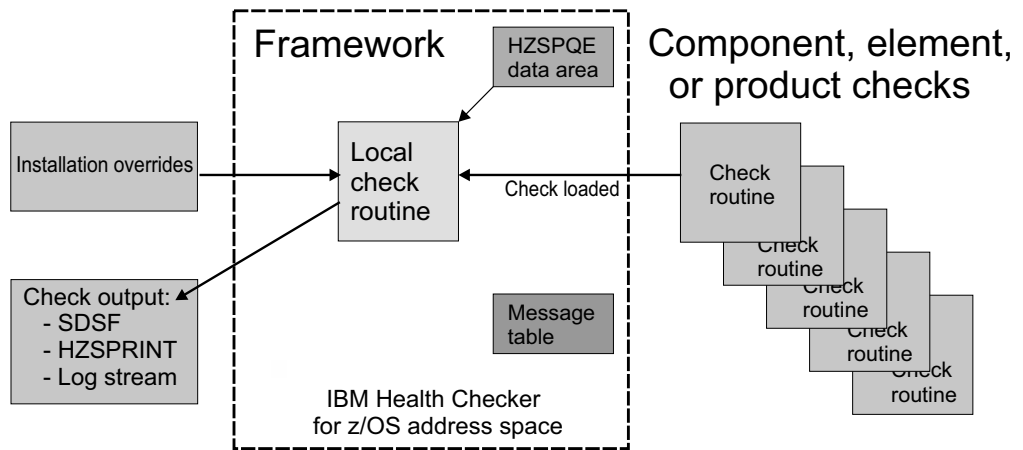 Framework
HZSPQE
data area
Component, element,
or product checks
Installation overrides
Local
check
routine
Check loaded
Check
routine
Check
routine
Check
routine
Check
routine
Check
routine
Check output:
- SDSF
- HZSPRINT
- Log stream
Message
table
IBM Health Checker
for z/OS address space